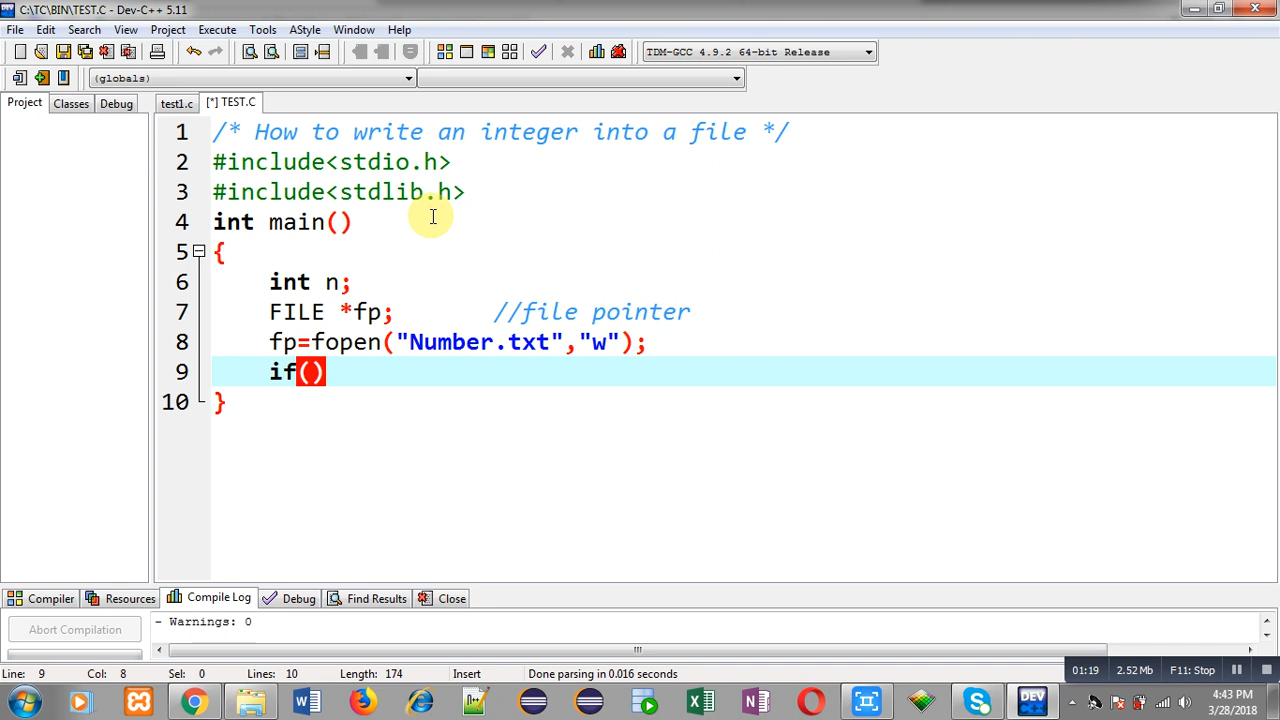 C:\TC\BIN\TEST.C - Dev-C++ 5.11
File Edit Search View Project Execute Tools AStyle Window Help
TDM-GCC 4.9.2 64-bit Release
(globals)
Project Classes Debug test1.c [*] TEST.C
1 /* How to write an integer into a file */
2 #include<stdio.h>
3 #include<stdlib.h>
4 int main()
5 {
6 int n;
7 FILE *fp; //file pointer
8 fp=fopen("Number.txt","w");
9 if()
10 }
Compiler Resources Compile Log Debug Find Results Close
Abort Compilation
- Warnings: 0
Line: 9 Col: 8 Sel: 0 Lines: 10 Length: 174 Insert Done parsing in 0.016 seconds
01:19 2.52 Mb F11: Stop
DEV
4:43 PM
3/28/2018